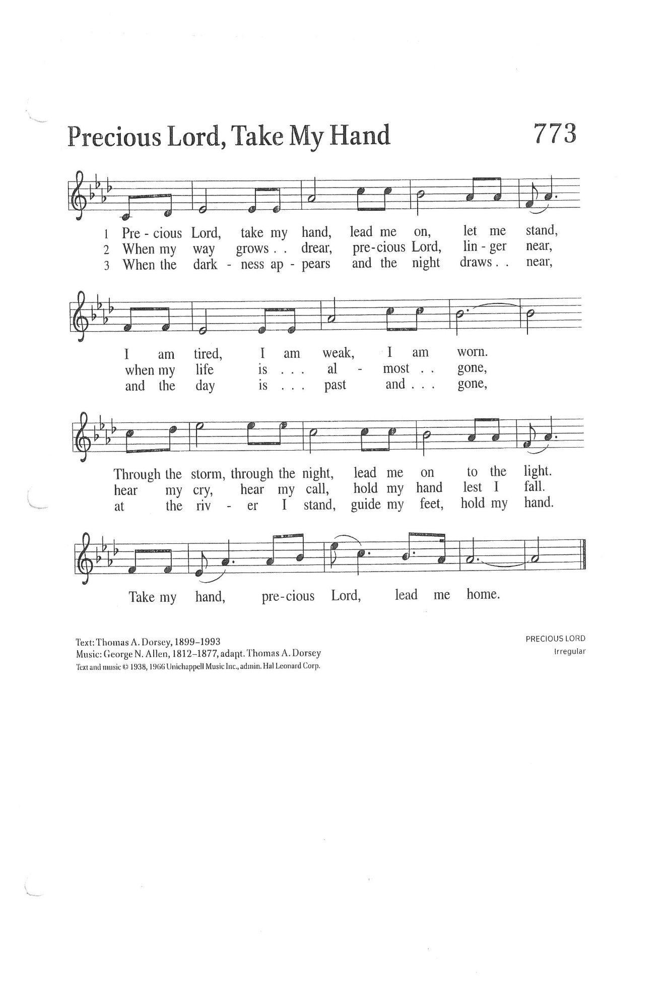 Precious Lord, Take My Hand 773
1 Pre - cious Lord, take my hand, lead me on, let me stand,
2 When my way grows . . drear, pre-cious Lord, lin - ger near,
3 When the dark - ness ap - pears and the night draws . . near,
I am tired, I am weak, I am worn.
when my life is . . . al - most . . gone,
and the day is . . . past and . . . gone,
Through the storm, through the night, lead me on to the light.
hear my cry, hear my call, hold my hand lest I fall.
at the riv - er I stand, guide my feet, hold my hand.
Take my hand, pre-cious Lord, lead me home.
Text: Thomas A. Dorsey, 1899–1993
Music: George N. Allen, 1812–1877, adapt. Thomas A. Dorsey
Text and music © 1938, 1966 Unichappell Music Inc., admin. Hal Leonard Corp.
PRECIOUS LORD
Irregular